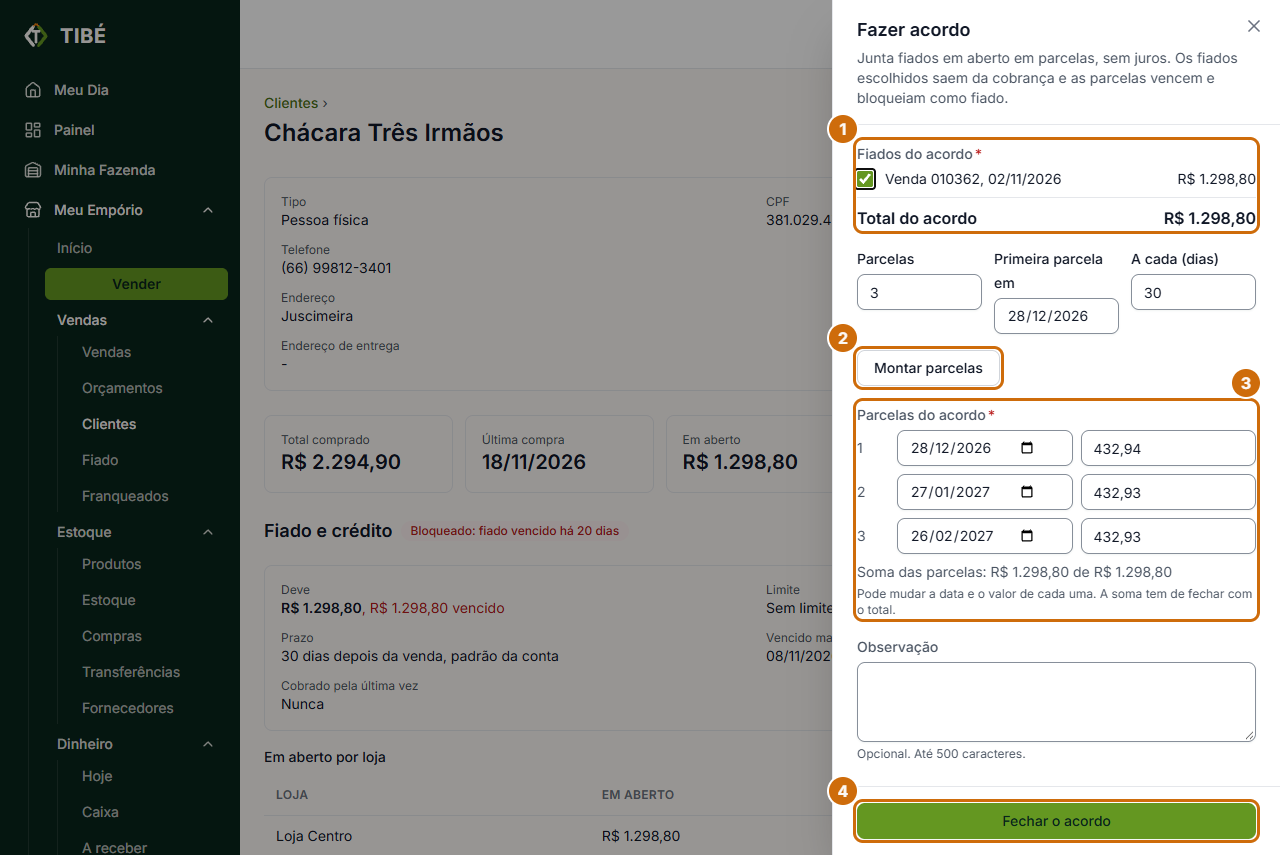 TIBÉ
Meu Dia
Painel
Minha Fazenda
Meu Empório
Início
Vender
Vendas
Vendas
Orçamentos
Clientes
Fiado
Franqueados
Estoque
Produtos
Estoque
Compras
Transferências
Fornecedores
Dinheiro
Hoje
Caixa
A receber
Clientes ›
Chácara Três Irmãos
Tipo
Pessoa física
CPF
381.029.4
Telefone
(66) 99812-3401
Endereço
Juscimeira
Endereço de entrega
-
Total comprado
R$ 2.294,90
Última compra
18/11/2026
Em aberto
R$ 1.298,80
Fiado e crédito
Bloqueado: fiado vencido há 20 dias
Deve
R$ 1.298,80, R$ 1.298,80 vencido
Limite
Sem limite
Prazo
30 dias depois da venda, padrão da conta
Vencido ma
08/11/202
Cobrado pela última vez
Nunca
Em aberto por loja
LOJA EM ABERTO
Loja Centro R$ 1.298,80
Fazer acordo
Junta fiados em aberto em parcelas, sem juros. Os fiados
escolhidos saem da cobrança e as parcelas vencem e
bloqueiam como fiado.
1
Fiados do acordo *
Venda 010362, 02/11/2026 R$ 1.298,80
Total do acordo R$ 1.298,80
Parcelas
3
Primeira parcela
em
28/12/2026
A cada (dias)
30
2
Montar parcelas
3
Parcelas do acordo *
1 28/12/2026 432,94
2 27/01/2027 432,93
3 26/02/2027 432,93
Soma das parcelas: R$ 1.298,80 de R$ 1.298,80
Pode mudar a data e o valor de cada uma. A soma tem de fechar com
o total.
Observação
Opcional. Até 500 caracteres.
4
Fechar o acordo